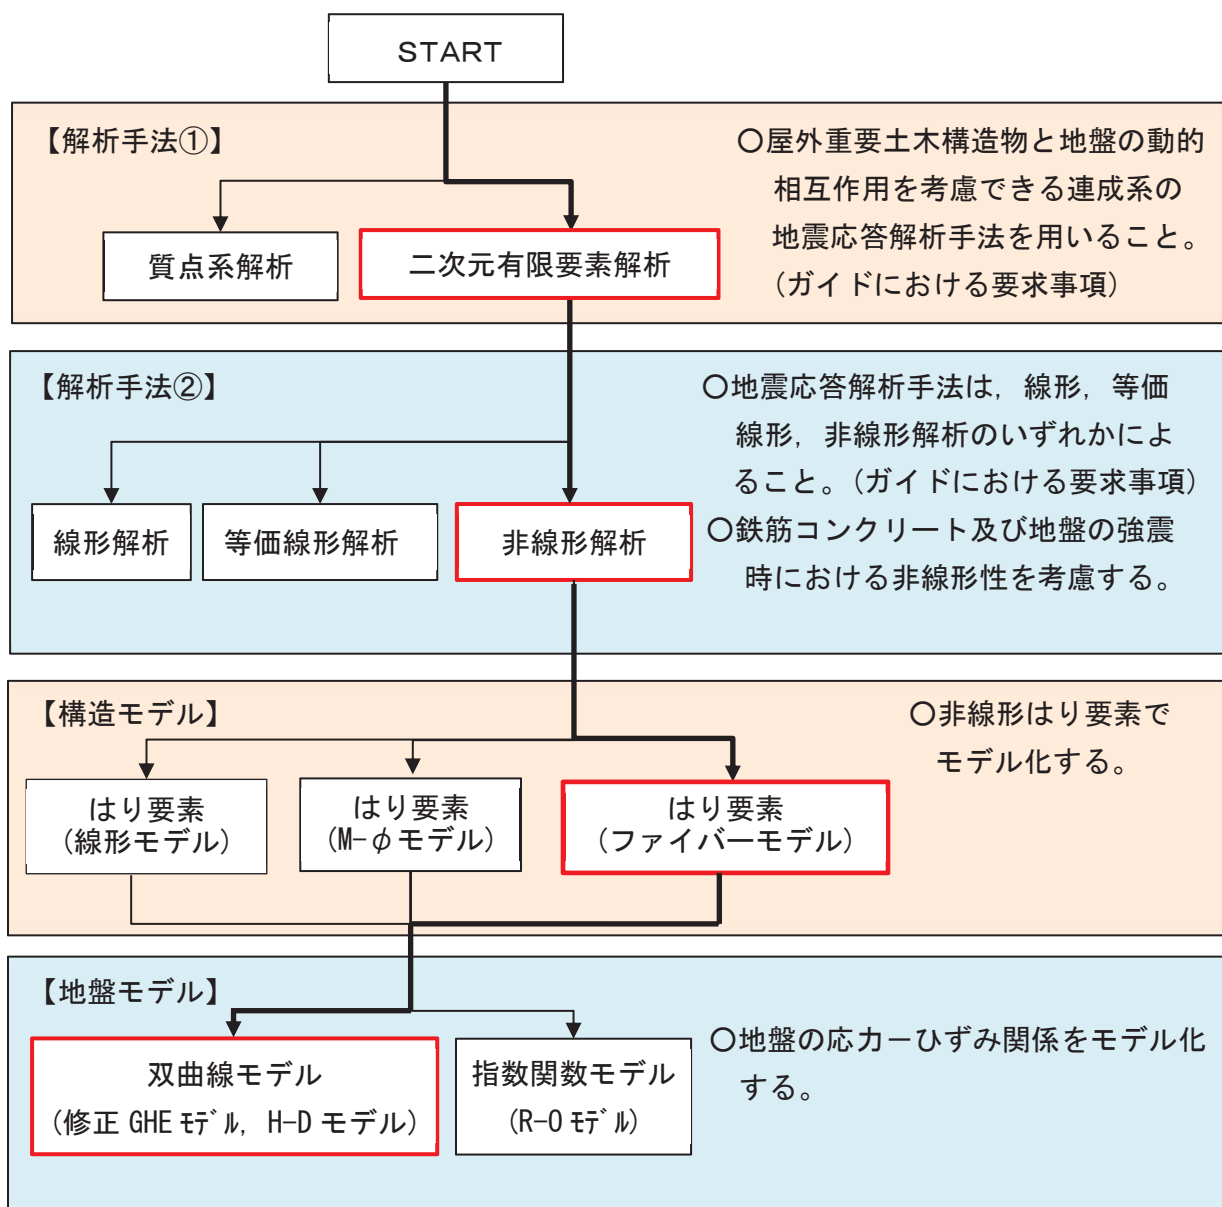 START
【解析手法①】
○屋外重要土木構造物と地盤の動的
相互作用を考慮できる連成系の
地震応答解析手法を用いること。
(ガイドにおける要求事項)
質点系解析
二次元有限要素解析
【解析手法②】
○地震応答解析手法は，線形，等価
線形，非線形解析のいずれかによ
ること。(ガイドにおける要求事項)
○鉄筋コンクリート及び地盤の強震
時における非線形性を考慮する。
線形解析
等価線形解析
非線形解析
【構造モデル】
○非線形はり要素で
モデル化する。
はり要素
(線形モデル)
はり要素
(M-φモデル)
はり要素
(ファイバーモデル)
【地盤モデル】
○地盤の応力－ひずみ関係をモデル化
する。
双曲線モデル
(修正 GHE ﾓﾃﾞﾙ, H-D モデル)
指数関数モデル
(R-O ﾓﾃﾞﾙ)